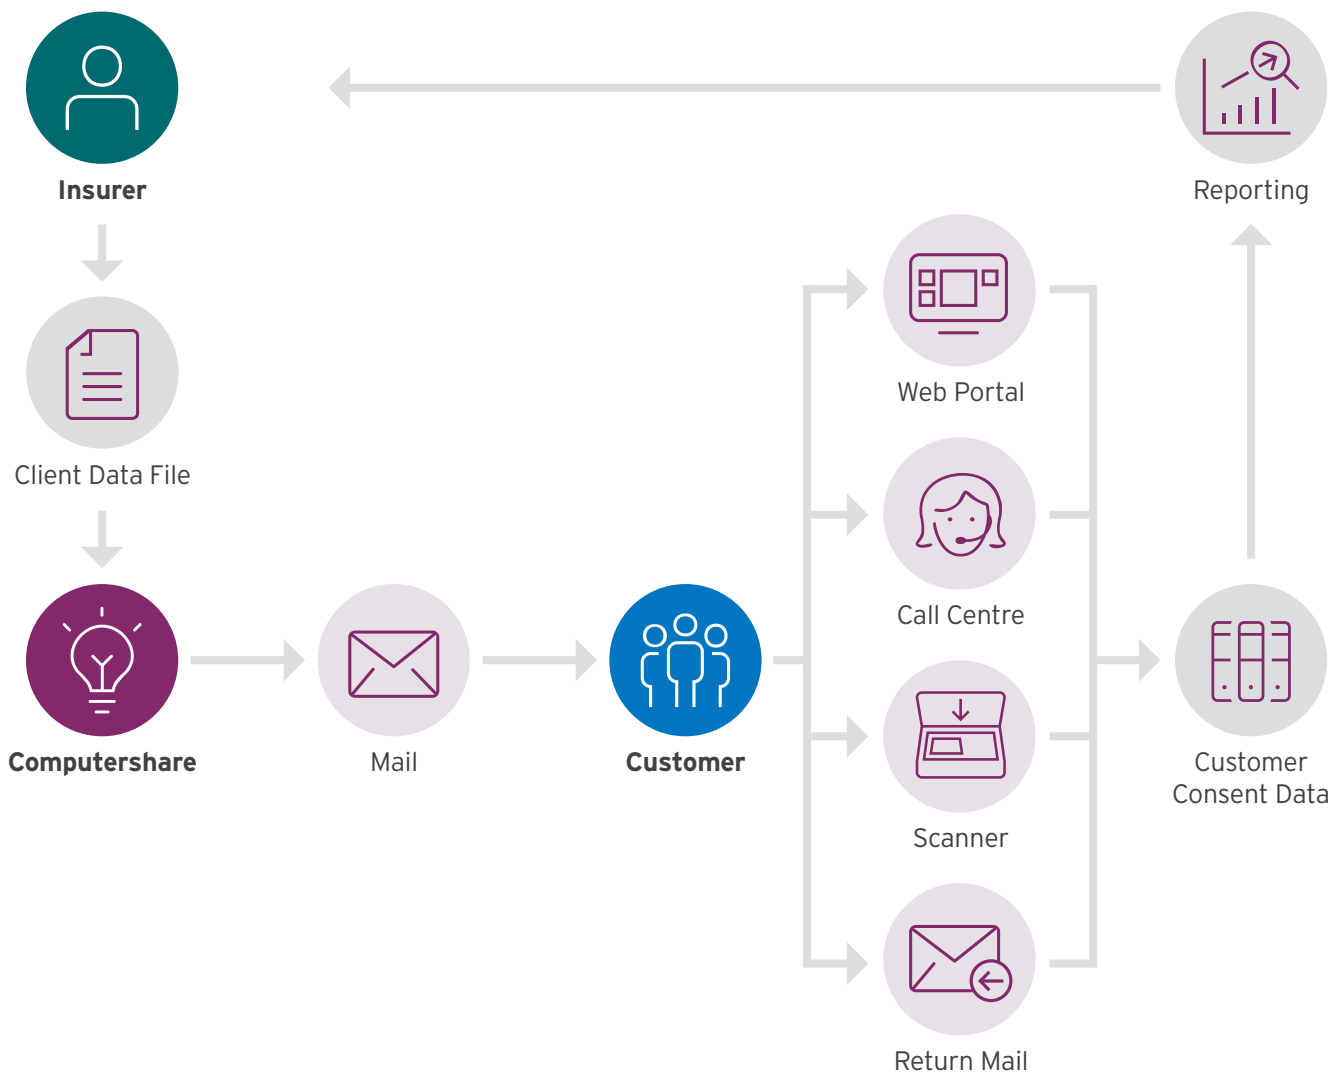 Insurer
Reporting
Web Portal
Client Data File
Call Centre
Computershare
Mail
Customer
Customer
Consent Data
Scanner
Return Mail